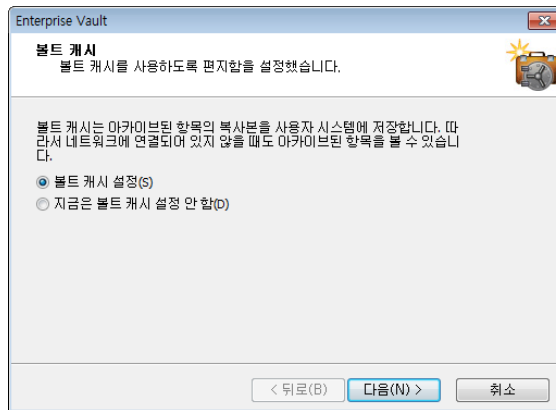 Enterprise Vault
볼트 캐시
볼트 캐시를 사용하도록 편지함을 설정했습니다.
볼트 캐시는 아카이브된 항목의 복사본을 사용자 시스템에 저장합니다. 따
라서 네트워크에 연결되어 있지 않을 때도 아카이브된 항목을 볼 수 있습니
다.
볼트 캐시 설정(S)
지금은 볼트 캐시 설정 안 함(D)
< 뒤로(B) 다음(N) > 취소